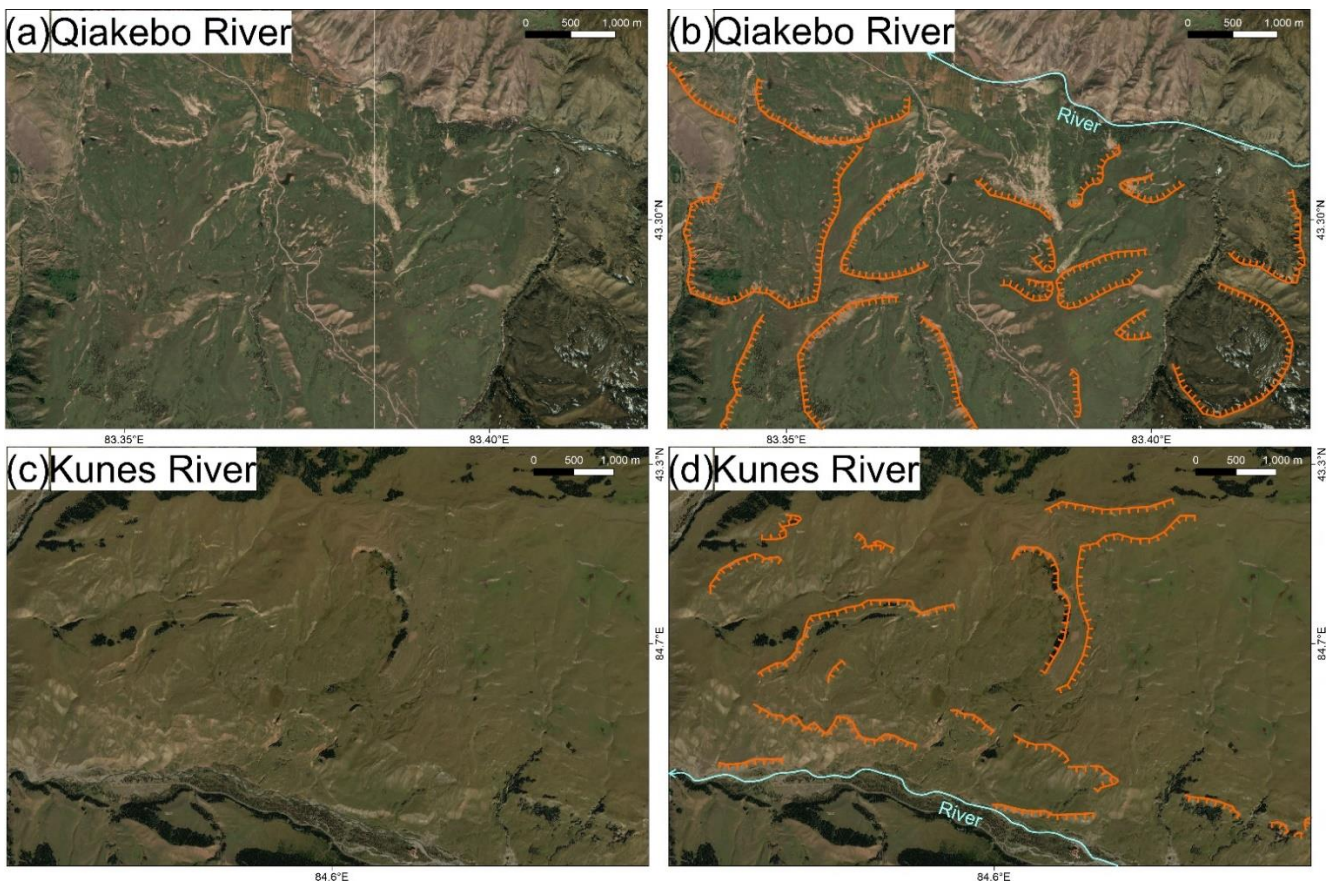 (a) Qiakebo River
0 500 1,000 m
(b) Qiakebo River
0 500 1,000 m
River
43.30°N
43.30°N
83.35°E
83.40°E
83.35°E
83.40°E
(c) Kunes River
0 500 1,000 m
43.3°N
(d) Kunes River
0 500 1,000 m
43.3°N
84.7°E
84.7°E
River
84.6°E
84.6°E